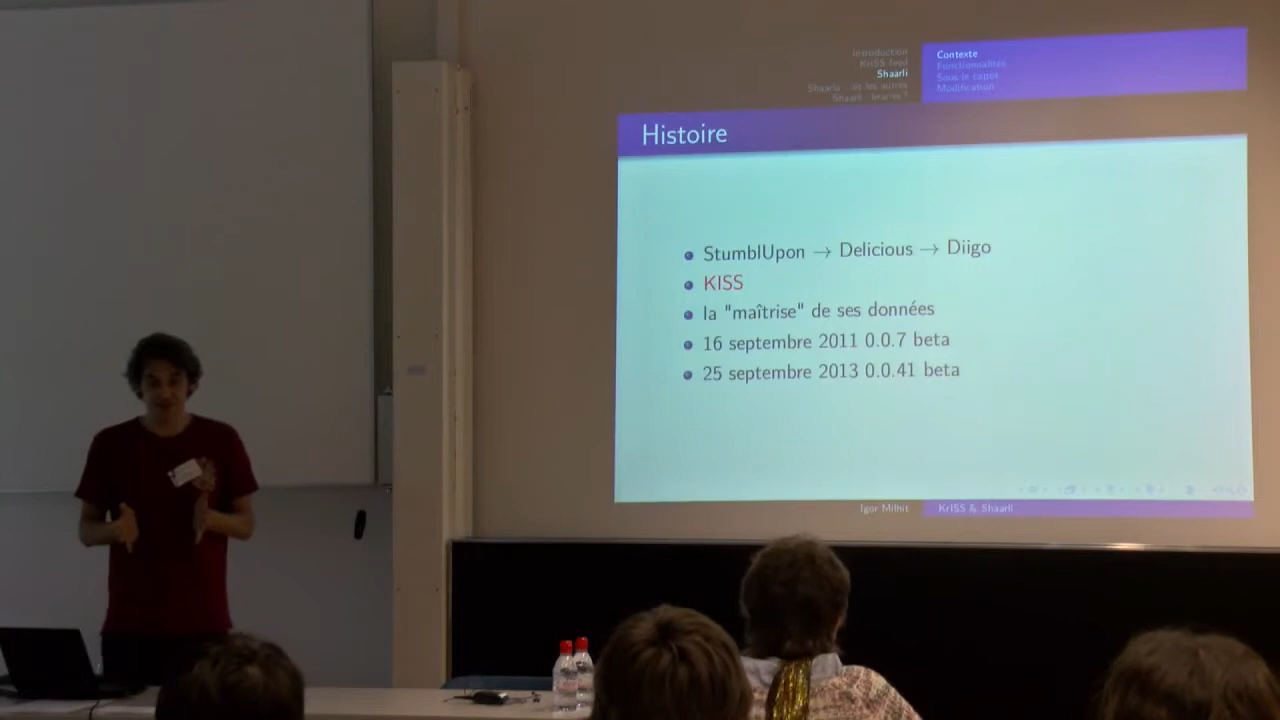 Introduction
KrISS feed
Shaarli
Contexte
Fonctionnalités
Sous le capot
Modification
Histoire
StumblUpon → Delicious → Diigo
KISS
la "maîtrise" de ses données
16 septembre 2011 0.0.7 beta
25 septembre 2013 0.0.41 beta
Igor Milhit
KrISS & Shaarli